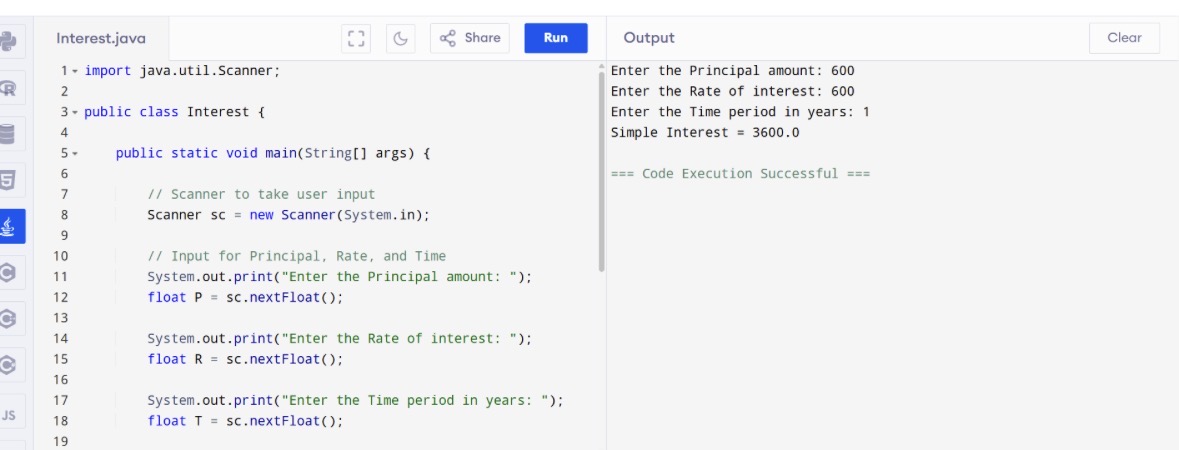 Interest.java
Share
Run
Output
Clear
1 import java.util.Scanner;
2
3 public class Interest {
4
5 public static void main(String[] args) {
6
7 // Scanner to take user input
8 Scanner sc = new Scanner(System.in);
9
10 // Input for Principal, Rate, and Time
11 System.out.print("Enter the Principal amount: ");
12 float P = sc.nextFloat();
13
14 System.out.print("Enter the Rate of interest: ");
15 float R = sc.nextFloat();
16
17 System.out.print("Enter the Time period in years: ");
18 float T = sc.nextFloat();
19
Enter the Principal amount: 600
Enter the Rate of interest: 600
Enter the Time period in years: 1
Simple Interest = 3600.0
=== Code Execution Successful ===
R
5
C
JS